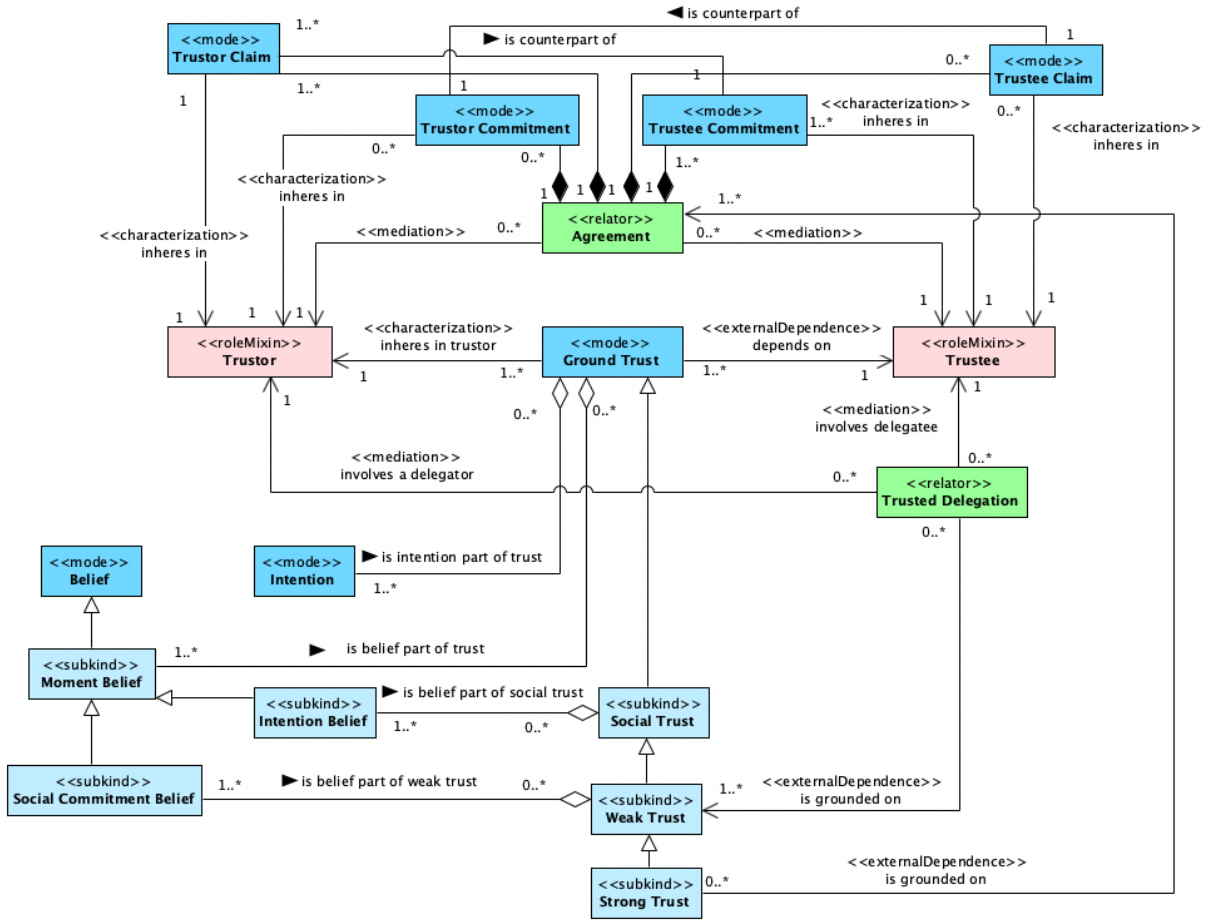 ◀ is counterpart of
1..*
<<mode>>
Trustor Claim
▶ is counterpart of
1
<<mode>>
Trustee Claim
0..*
1
1..*
1
1
<<mode>>
Trustor Commitment
<<mode>>
Trustee Commitment
<<characterization>>
inheres in
1..*
0..*
<<characterization>>
inheres in
0..*
0..*
1..*
<<characterization>>
inheres in
1
1
1
1
<<relator>>
Agreement
1..*
<<characterization>>
inheres in
<<mediation>>
0..*
0..*
<<mediation>>
1
1
1
1
1
1
<<roleMixin>>
Trustor
<<characterization>>
inheres in trustor
1
1..*
<<mode>>
Ground Trust
<<externalDependence>>
depends on
1..*
1
<<roleMixin>>
Trustee
1
0..*
0..*
1
<<mediation>>
involves delegatee
<<mediation>>
involves a delegator
0..*
0..*
<<relator>>
Trusted Delegation
0..*
<<mode>>
Belief
<<mode>>
Intention
▶ is intention part of trust
1..*
<<subkind>>
Moment Belief
1..*
▶ is belief part of trust
<<subkind>>
Intention Belief
▶ is belief part of social trust
1..*
0..*
<<subkind>>
Social Trust
<<subkind>>
Social Commitment Belief
1..*
▶ is belief part of weak trust
0..*
<<subkind>>
Weak Trust
1..*
<<externalDependence>>
is grounded on
<<subkind>>
Strong Trust
0..*
<<externalDependence>>
is grounded on